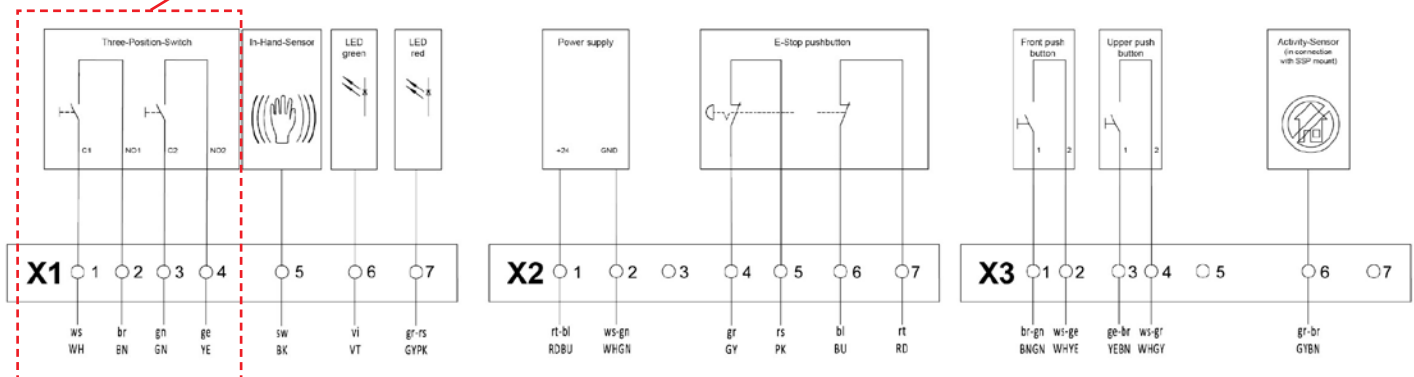 Three-Position-Switch
In-Hand-Sensor
LED
green
LED
red
Power supply
E-Stop pushbutton
Front push
button
Upper push
button
Activity-Sensor
(in connection
with SSP mount)
C1 NO1 C2 NO2
+24 GND
1 2
1 2
X1 1 2 3 4 5 6 7
X2 1 2 3 4 5 6 7
X3 1 2 3 4 5 6 7
ws br gn ge sw vi gr-rs
WH BN GN YE BK VT GYPK
rt-bl ws-gn gr rs bl rt
RDBU WHGN GY PK BU RD
br-gn ws-ge ge-br ws-gr gr-br
BNGN WHYE YEBN WHGY GYBN